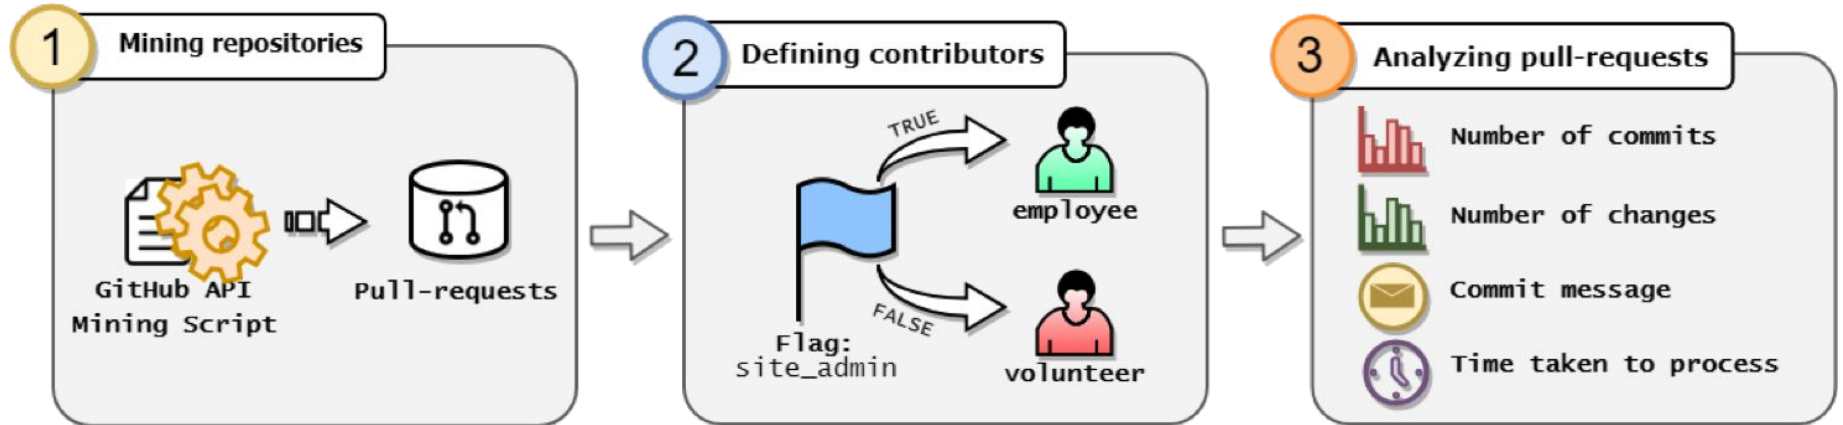 1
Mining repositories
GitHub API
Mining Script
Pull-requests
2
Defining contributors
TRUE
employee
FALSE
volunteer
Flag:
site_admin
3
Analyzing pull-requests
Number of commits
Number of changes
Commit message
Time taken to process